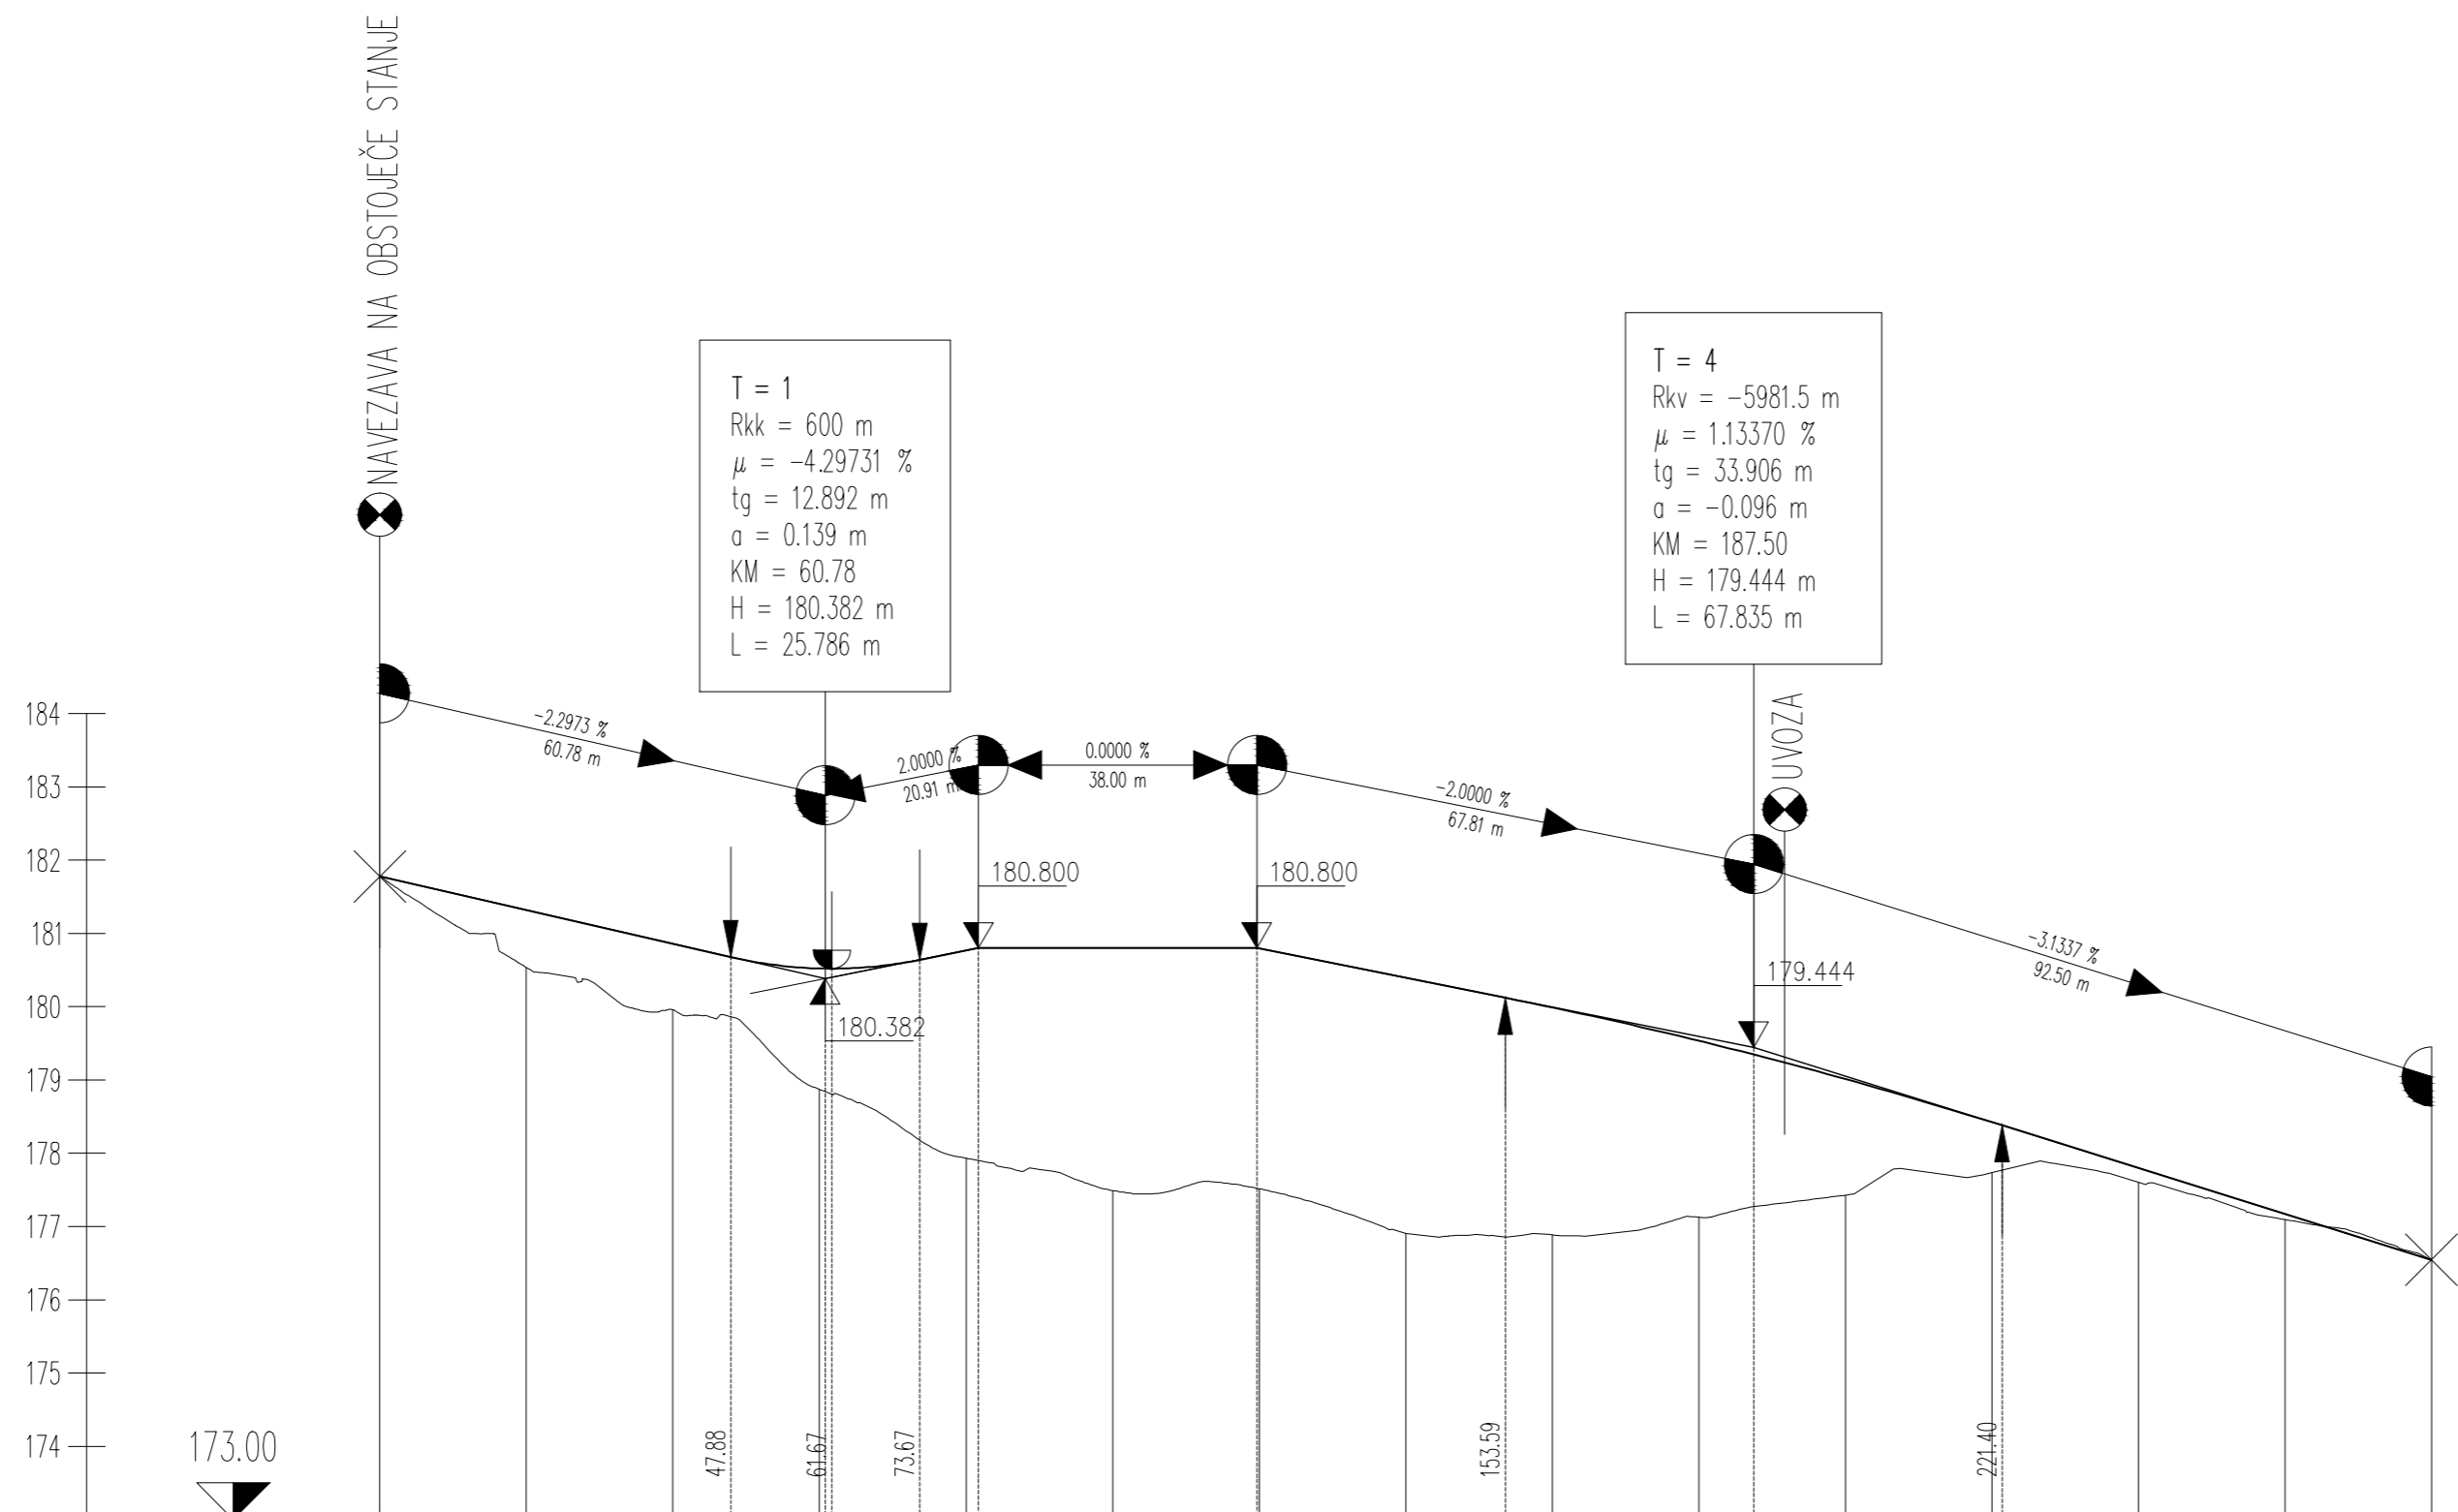 NAVEZAVA NA OBSTOJEČE STANJE
T = 1
Rkk = 600 m
μ = -4.29731 %
tg = 12.892 m
a = 0.139 m
KM = 60.78
H = 180.382 m
L = 25.786 m
T = 4
Rkv = -5981.5 m
μ = 1.13370 %
tg = 33.906 m
a = -0.096 m
KM = 187.50
H = 179.444 m
L = 67.835 m
UVOZA
-2.2973 %
60.78 m
2.0000 %
20.91 m
0.0000 %
38.00 m
-2.0000 %
67.81 m
-3.1337 %
92.50 m
180.800
180.800
179.444
180.382
184
183
182
181
180
179
178
177
176
175
174
173.00
47.88
61.67
73.67
153.59
221.40